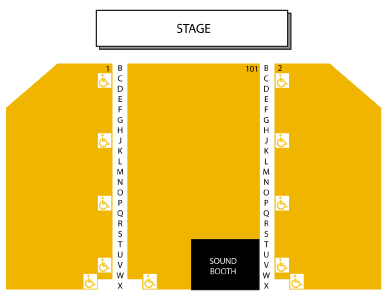 STAGE
1 B 101 B 2
C C
D D
E E
F F
G G
H H
J J
K K
L L
M M
N N
O O
P P
Q Q
R R
S S
T T
U U
V SOUND V
W BOOTH W
X X